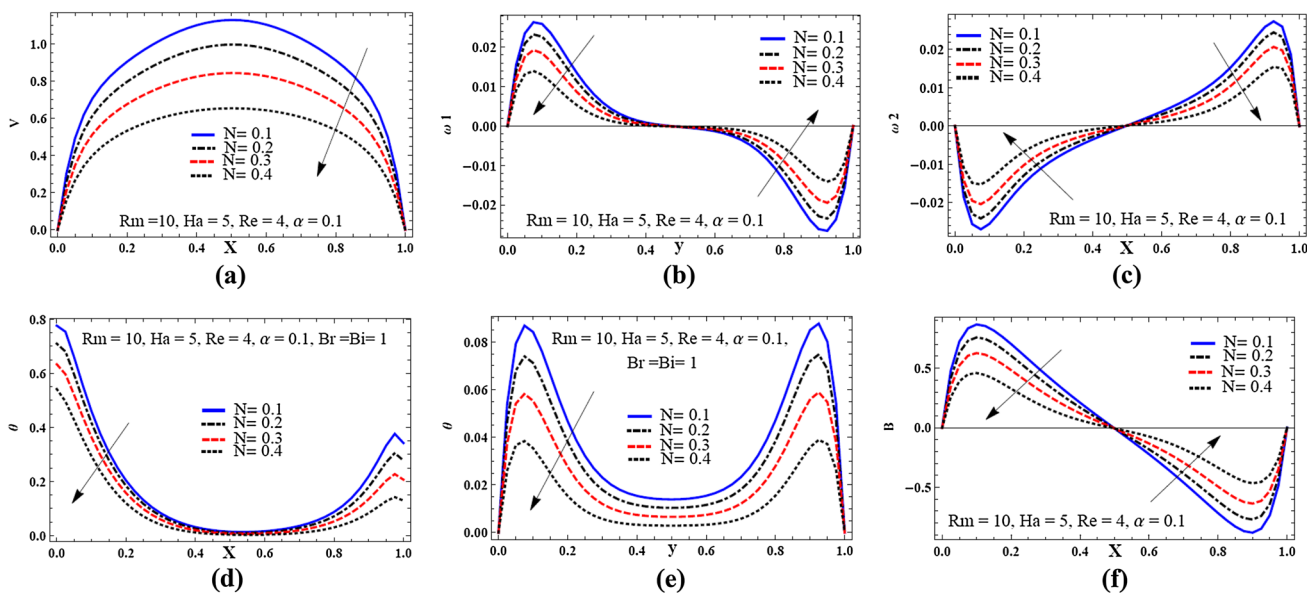 1.0
0.8
0.6
0.4
0.2
0.0
V
N= 0.1
N= 0.2
N= 0.3
N= 0.4
Rm =10, Ha = 5, Re = 4, α = 0.1
0.0 0.2 0.4 0.6 0.8 1.0
X
(a)
0.02
0.01
0.00
−0.01
−0.02
ω 1
N= 0.1
N= 0.2
N= 0.3
N= 0.4
Rm = 10, Ha = 5, Re = 4, α = 0.1
0.0 0.2 0.4 0.6 0.8 1.0
y
(b)
0.02
0.01
0.00
−0.01
−0.02
ω 2
N= 0.1
N= 0.2
N= 0.3
N= 0.4
Rm = 10, Ha = 5, Re = 4, α = 0.1
0.0 0.2 0.4 0.6 0.8 1.0
X
(c)
0.8
0.6
0.4
0.2
0.0
θ
Rm = 10, Ha = 5, Re = 4, α = 0.1, Br =Bi= 1
N= 0.1
N= 0.2
N= 0.3
N= 0.4
0.0 0.2 0.4 0.6 0.8 1.0
X
(d)
0.08
0.06
0.04
0.02
0.00
θ
Rm = 10, Ha = 5, Re = 4, α = 0.1,
Br =Bi= 1
N= 0.1
N= 0.2
N= 0.3
N= 0.4
0.0 0.2 0.4 0.6 0.8 1.0
y
(e)
0.5
0.0
−0.5
B
N= 0.1
N= 0.2
N= 0.3
N= 0.4
Rm = 10, Ha = 5, Re = 4, α = 0.1
0.0 0.2 0.4 0.6 0.8 1.0
X
(f)